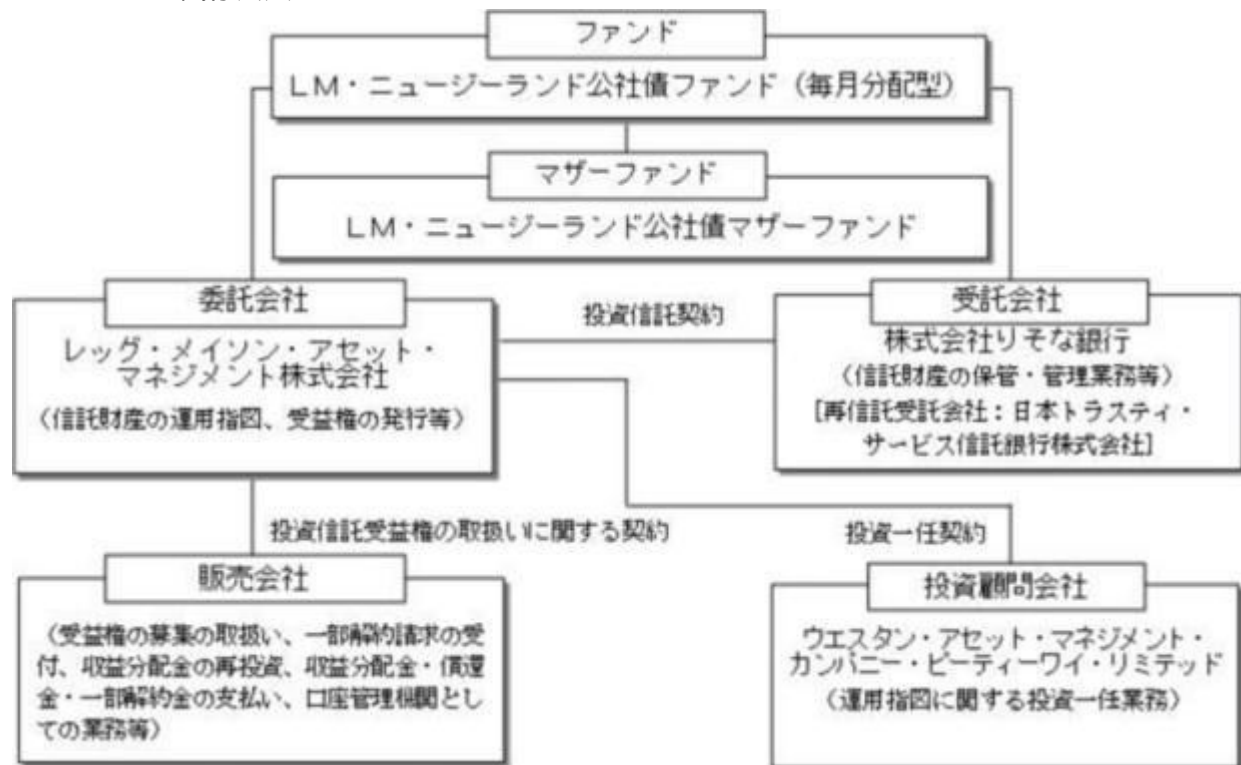 ファンド
LM・ニュージーランド公社債ファンド（毎月分配型）
マザーファンド
LM・ニュージーランド公社債マザーファンド
委託会社
レッグ・メイソン・アセット・
マネジメント株式会社
（信託財産の運用指図、受益権の発行等）
投資信託契約
受託会社
株式会社りそな銀行
（信託財産の保管・管理業務等）
[再信託受託会社：日本トラスティ・
サービス信託銀行株式会社]
投資信託受益権の取扱いに関する契約
投資一任契約
販売会社
（受益権の募集の取扱い、一部解約請求の受
付、収益分配金の再投資、収益分配金・償還
金・一部解約金の支払い、口座管理機関とし
ての業務等）
投資顧問会社
ウエスタン・アセット・マネジメント・
カンパニー・ピーティーワイ・リミテッド
（運用指図に関する投資一任業務）